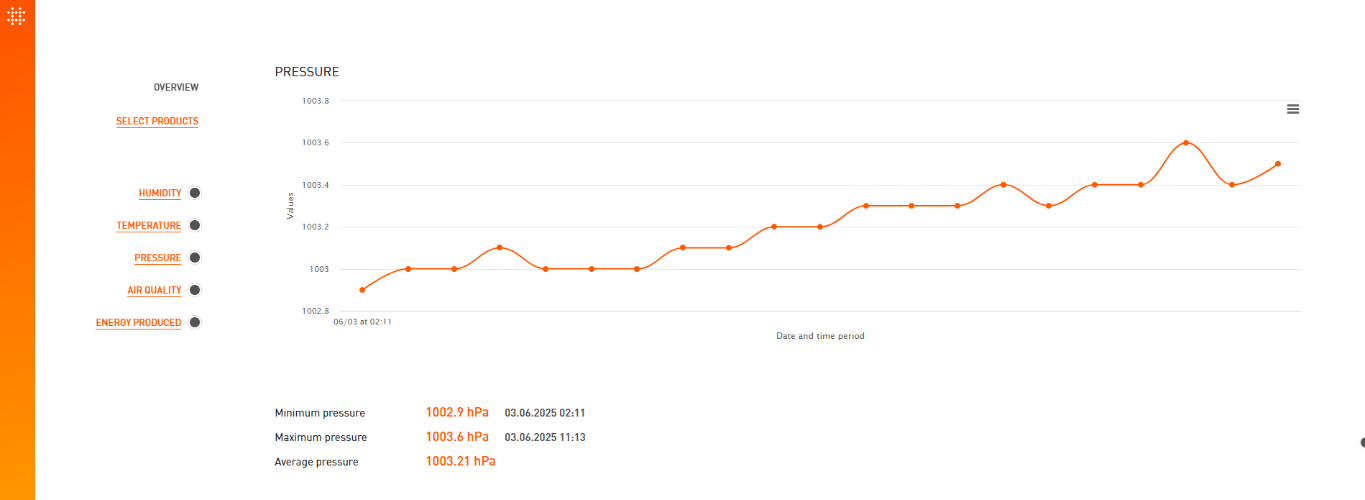 OVERVIEW
SELECT PRODUCTS
HUMIDITY
TEMPERATURE
PRESSURE
AIR QUALITY
ENERGY PRODUCED
PRESSURE
1003.8
1003.6
1003.4
1003.2
1003
1002.8
Values
06/03 at 02:11
Date and time period
Minimum pressure 1002.9 hPa 03.06.2025 02:11
Maximum pressure 1003.6 hPa 03.06.2025 11:13
Average pressure 1003.21 hPa